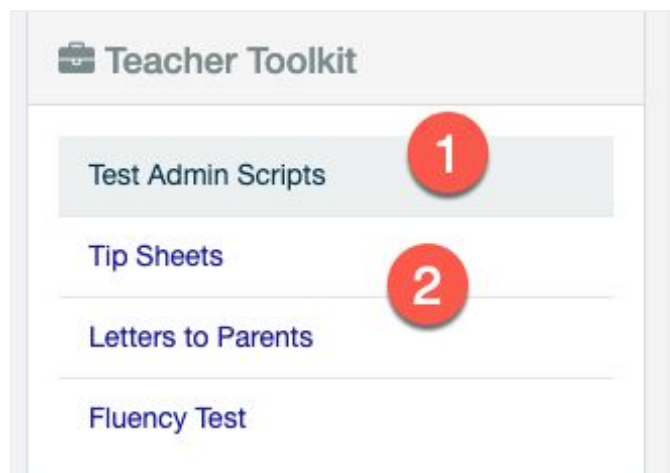 Teacher Toolkit
1
Test Admin Scripts
Tip Sheets
2
Letters to Parents
Fluency Test